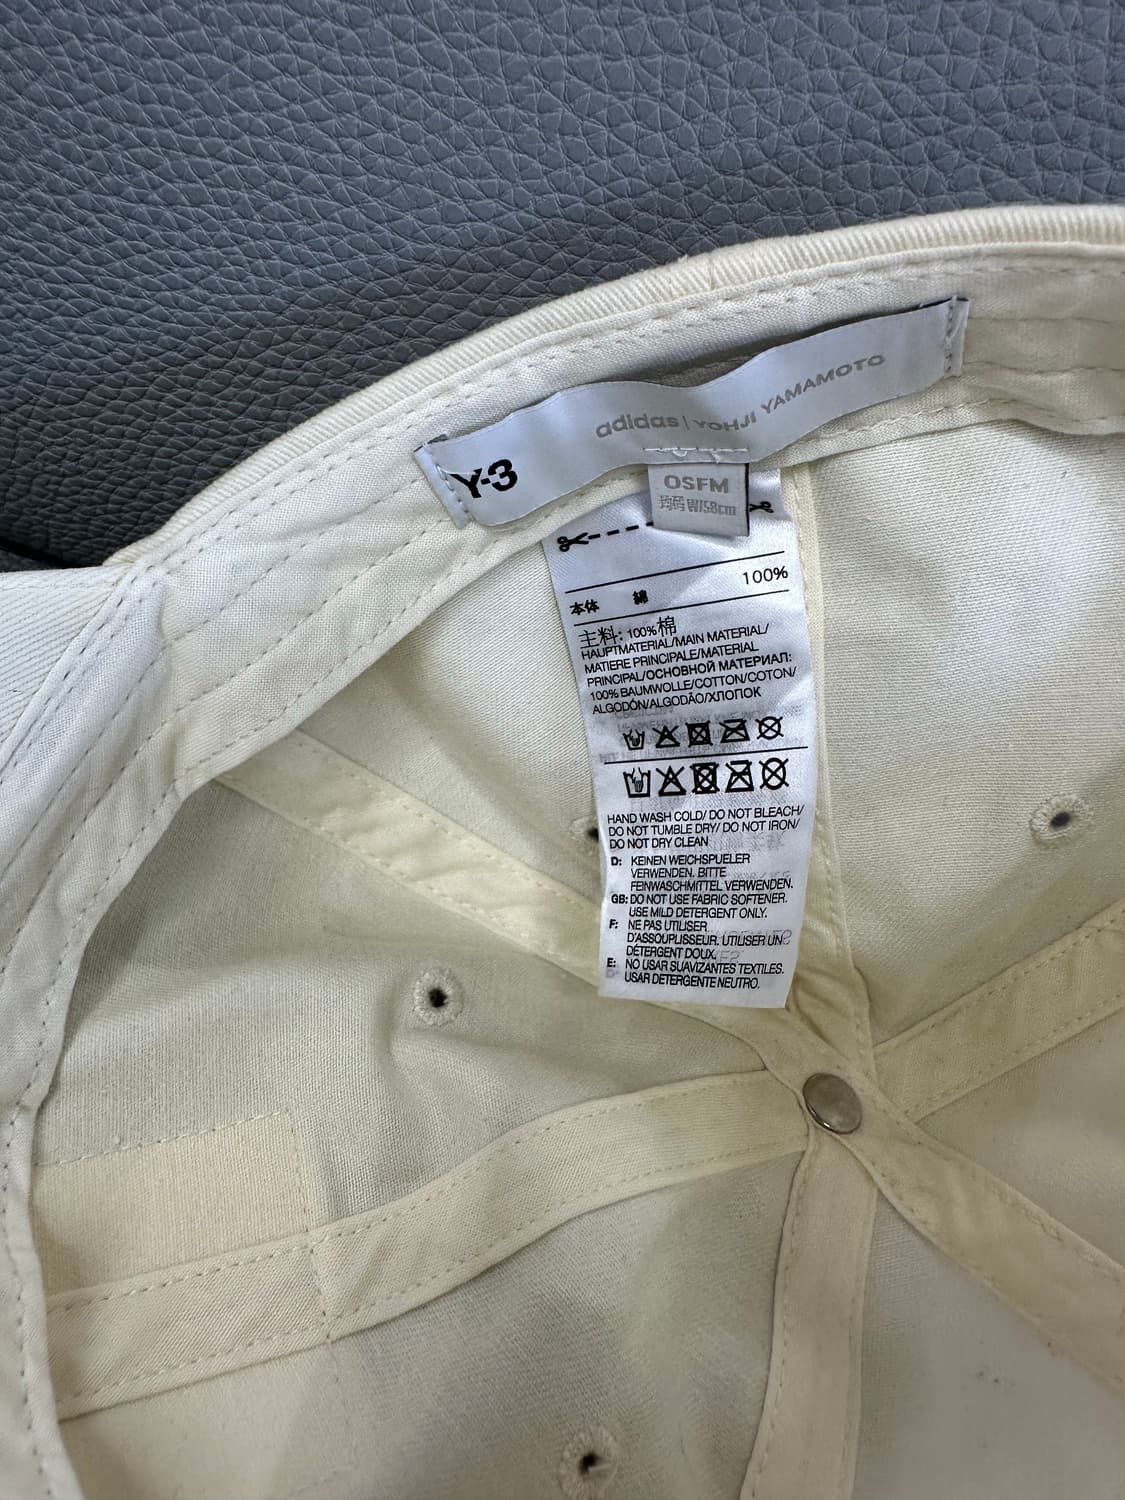 adidas | YOHJI YAMAMOTO
Y-3
OSFM
均码 W/58cm
100%
本体 綿
主料: 100% 棉
HAUPTMATERIAL/MAIN MATERIAL/
MATIERE PRINCIPALE/MATERIAL
PRINCIPAL/ОСНОВНОЙ МАТЕРИАЛ:
100% BAUMWOLLE/COTTON/COTON/
ALGODÓN/ALGODÃO/ХЛОПОК
HAND WASH COLD/ DO NOT BLEACH/
DO NOT TUMBLE DRY/ DO NOT IRON/
DO NOT DRY CLEAN
D: KEINEN WEICHSPUELER
VERWENDEN. BITTE
FEINWASCHMITTEL VERWENDEN.
GB: DO NOT USE FABRIC SOFTENER.
USE MILD DETERGENT ONLY.
F: NE PAS UTILISER
D'ASSOUPLISSEUR. UTILISER UN
DÉTERGENT DOUX.
E: NO USAR SUAVIZANTES TEXTILES.
USAR DETERGENTE NEUTRO.